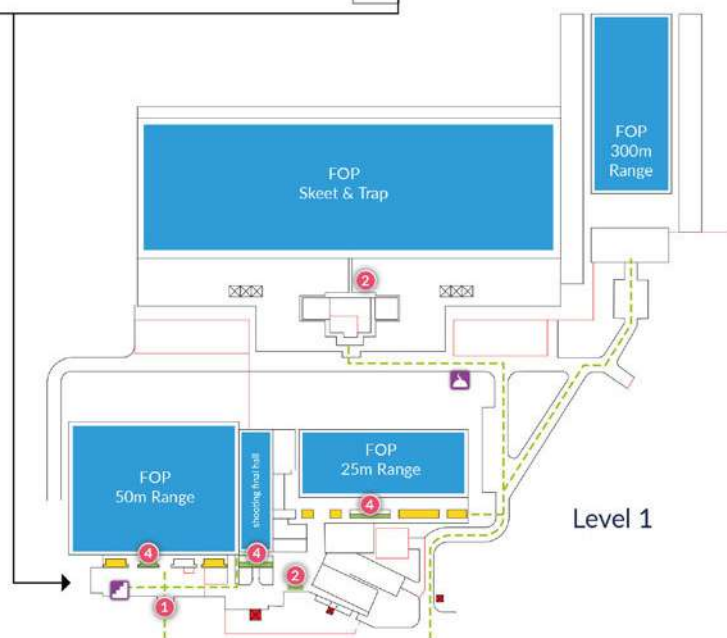 FOP
300m
Range
FOP
Skeet & Trap
2
FOP
50m Range
shooting final hall
FOP
25m Range
4
Level 1
4
4
2
1